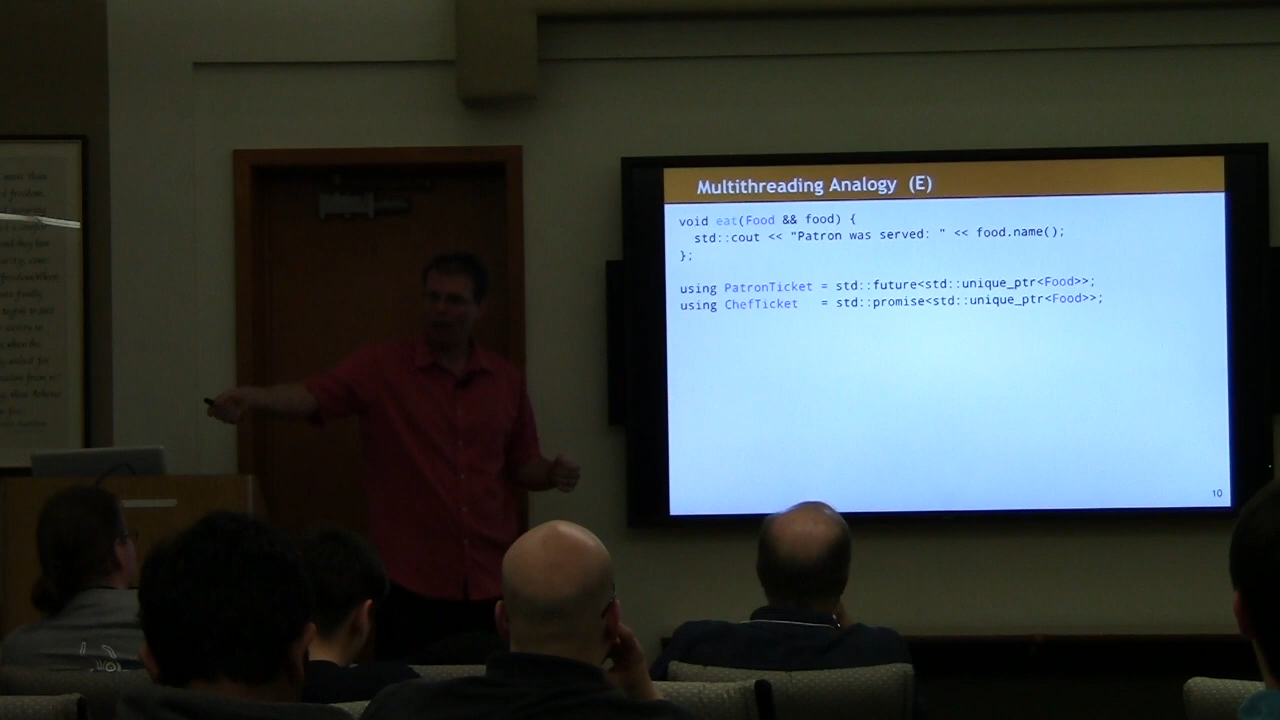 Multithreading Analogy (E)
void eat(Food && food) {
std::cout << "Patron was served: " << food.name();
};
using PatronTicket = std::future<std::unique_ptr<Food>>;
using ChefTicket = std::promise<std::unique_ptr<Food>>;
10